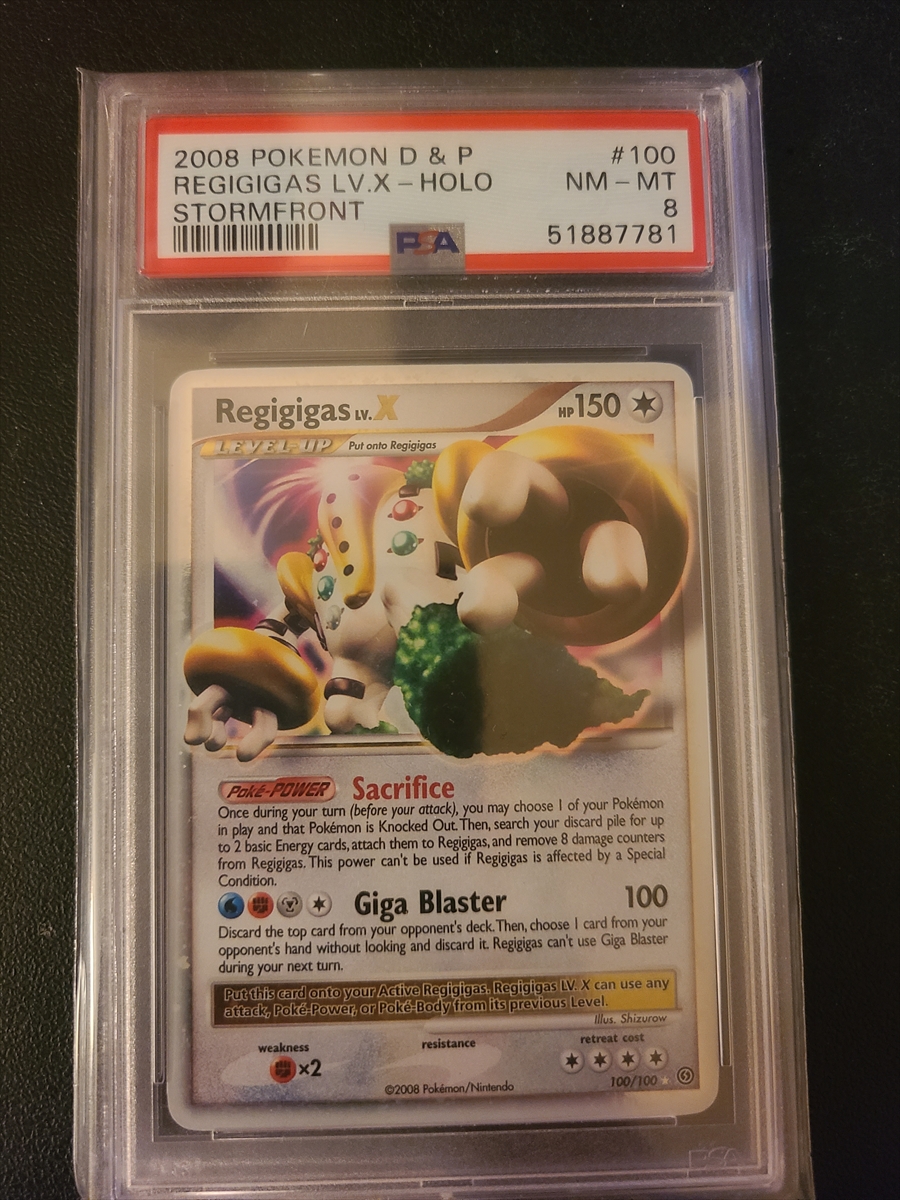 2008 POKEMON D & P #100
REGIGIGAS LV.X - HOLO NM - MT
STORMFRONT 8
PSA 51887781
Regigigas LV.X HP 150
LEVEL-UP Put onto Regigigas
Poké-POWER Sacrifice
Once during your turn (before your attack), you may choose 1 of your Pokémon
in play and that Pokémon is Knocked Out. Then, search your discard pile for up
to 2 basic Energy cards, attach them to Regigigas, and remove 8 damage counters
from Regigigas. This power can't be used if Regigigas is affected by a Special
Condition.
Giga Blaster 100
Discard the top card from your opponent's deck. Then, choose 1 card from your
opponent's hand without looking and discard it. Regigigas can't use Giga Blaster
during your next turn.
Put this card onto your Active Regigigas. Regigigas LV. X can use any
attack, Poké-Power, or Poké-Body from its previous Level.
Illus. Shizurow
weakness resistance retreat cost
×2
©2008 Pokémon/Nintendo 100/100
PSA